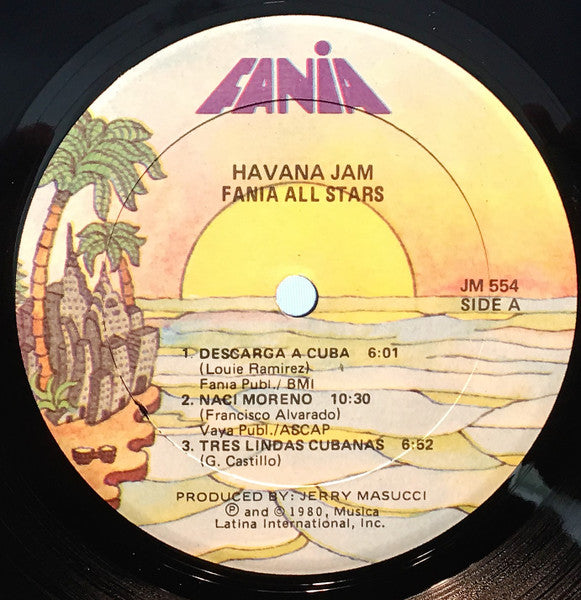 FANIA
HAVANA JAM
FANIA ALL STARS
JM 554
SIDE A
1. DESCARGA A CUBA 6:01
(Louie Ramirez)
Fania Publ./ BMI
2. NACI MORENO 10:30
(Francisco Alvarado)
Vaya Publ./ASCAP
3. TRES LINDAS CUBANAS 6:52
(G. Castillo)
PRODUCED BY: JERRY MASUCCI
Ⓟ and © 1980, Musica
Latina International, Inc.